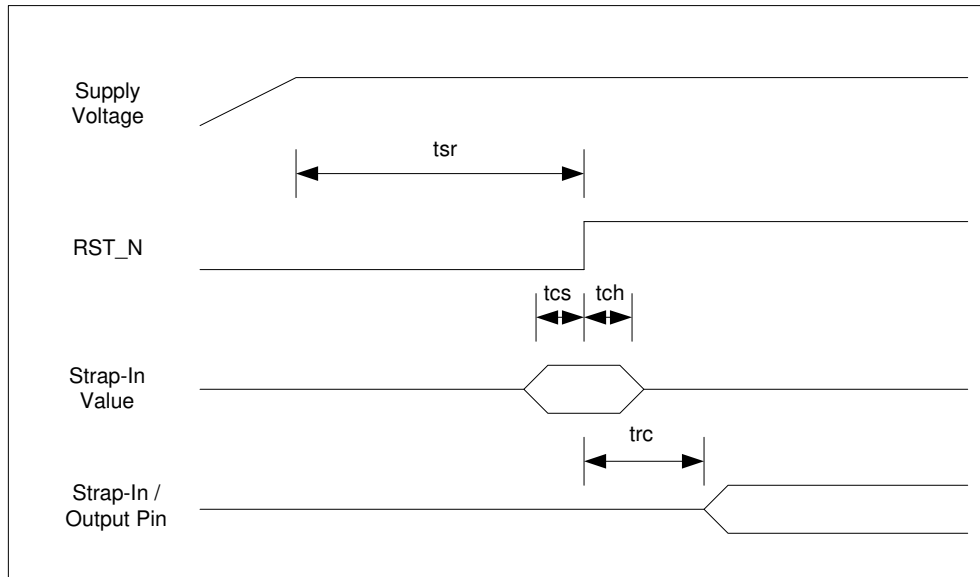 Supply
Voltage
tsr
RST_N
tcs
tch
Strap-In
Value
trc
Strap-In /
Output Pin